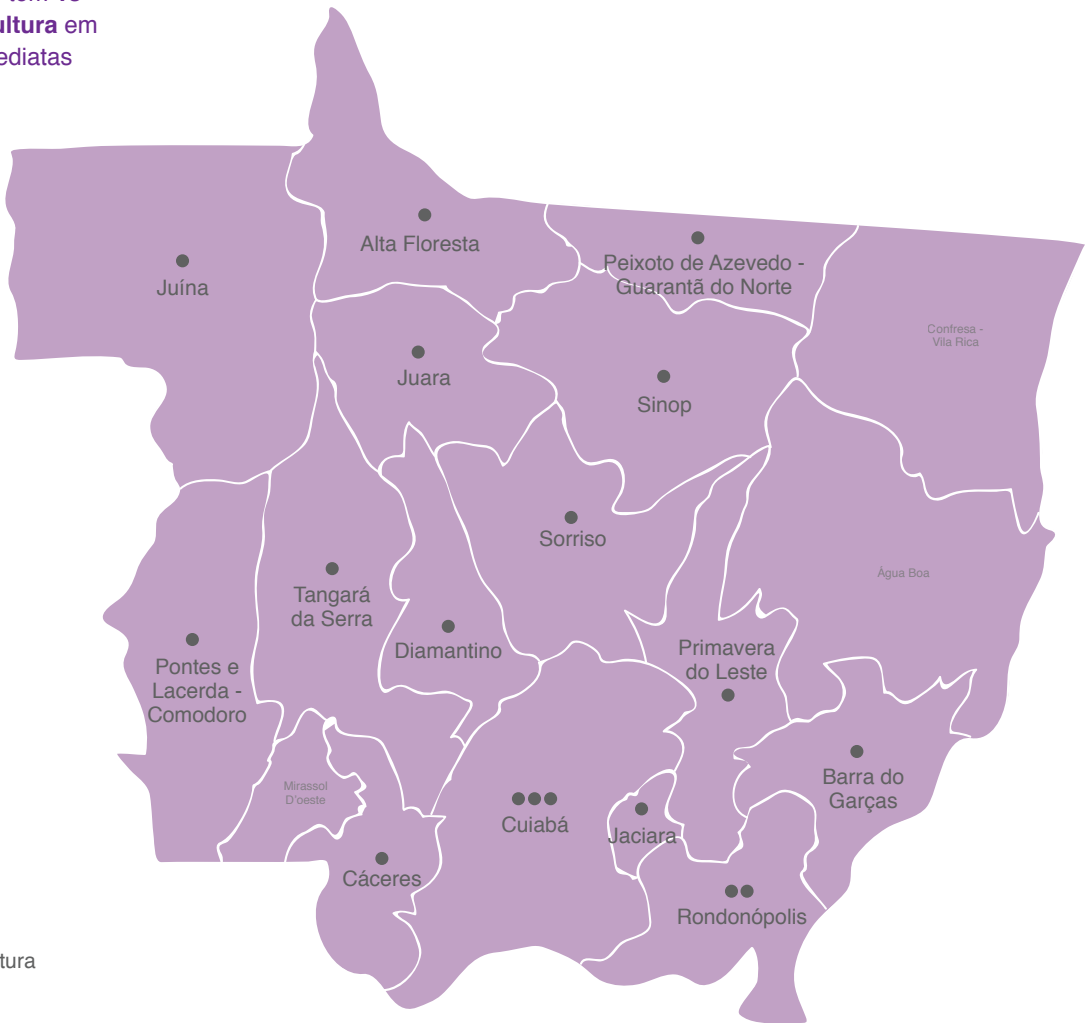 ultura em
ediatas
Alta Floresta
Peixoto de Azevedo -
Guarantã do Norte
Juína
Confresa -
Vila Rica
Juara
Sinop
Sorriso
Água Boa
Tangará
da Serra
Diamantino
Primavera
do Leste
Pontes e
Lacerda -
Comodoro
Barra do
Garças
Mirassol
D'oeste
Cuiabá
Jaciara
Cáceres
Rondonópolis
tura